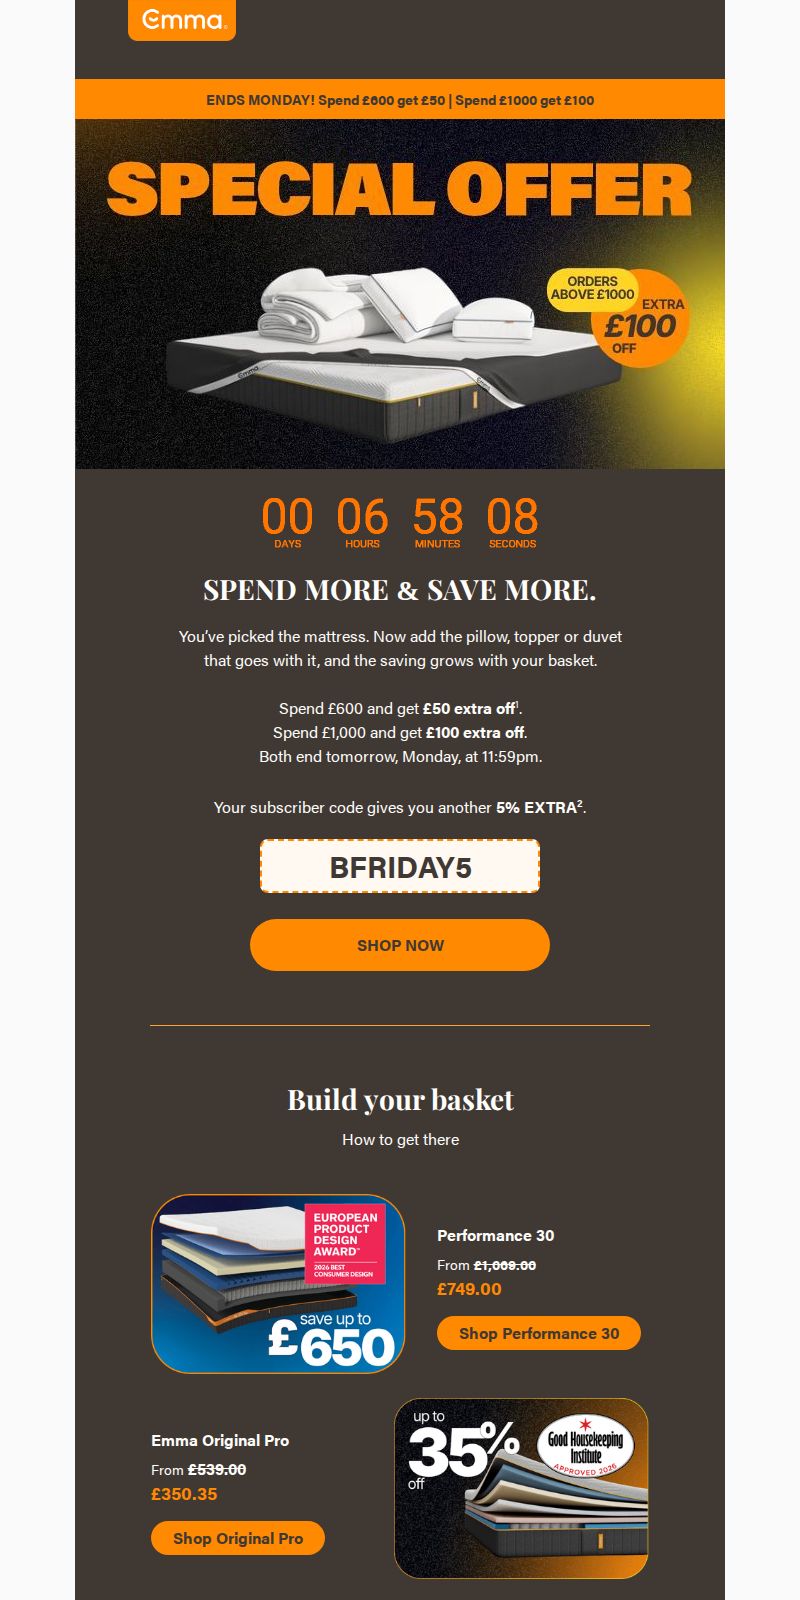 Emma®
ENDS MONDAY! Spend £600 get £50 | Spend £1000 get £100
SPECIAL OFFER
ORDERS
ABOVE £1000
EXTRA
£100
OFF
Emma
Emma
00 06 58 08
DAYS HOURS MINUTES SECONDS
SPEND MORE & SAVE MORE.
You’ve picked the mattress. Now add the pillow, topper or duvet
that goes with it, and the saving grows with your basket.
Spend £600 and get £50 extra off¹.
Spend £1,000 and get £100 extra off.
Both end tomorrow, Monday, at 11:59pm.
Your subscriber code gives you another 5% EXTRA².
BFRIDAY5
SHOP NOW
Build your basket
How to get there
EUROPEAN
PRODUCT
DESIGN
AWARD™
2026 BEST
CONSUMER DESIGN
save up to
£650
Performance 30
From £1,069.00
£749.00
Shop Performance 30
Emma Original Pro
From £539.00
£350.35
Shop Original Pro
up to
35%
off
Good Housekeeping
Institute
APPROVED 2026